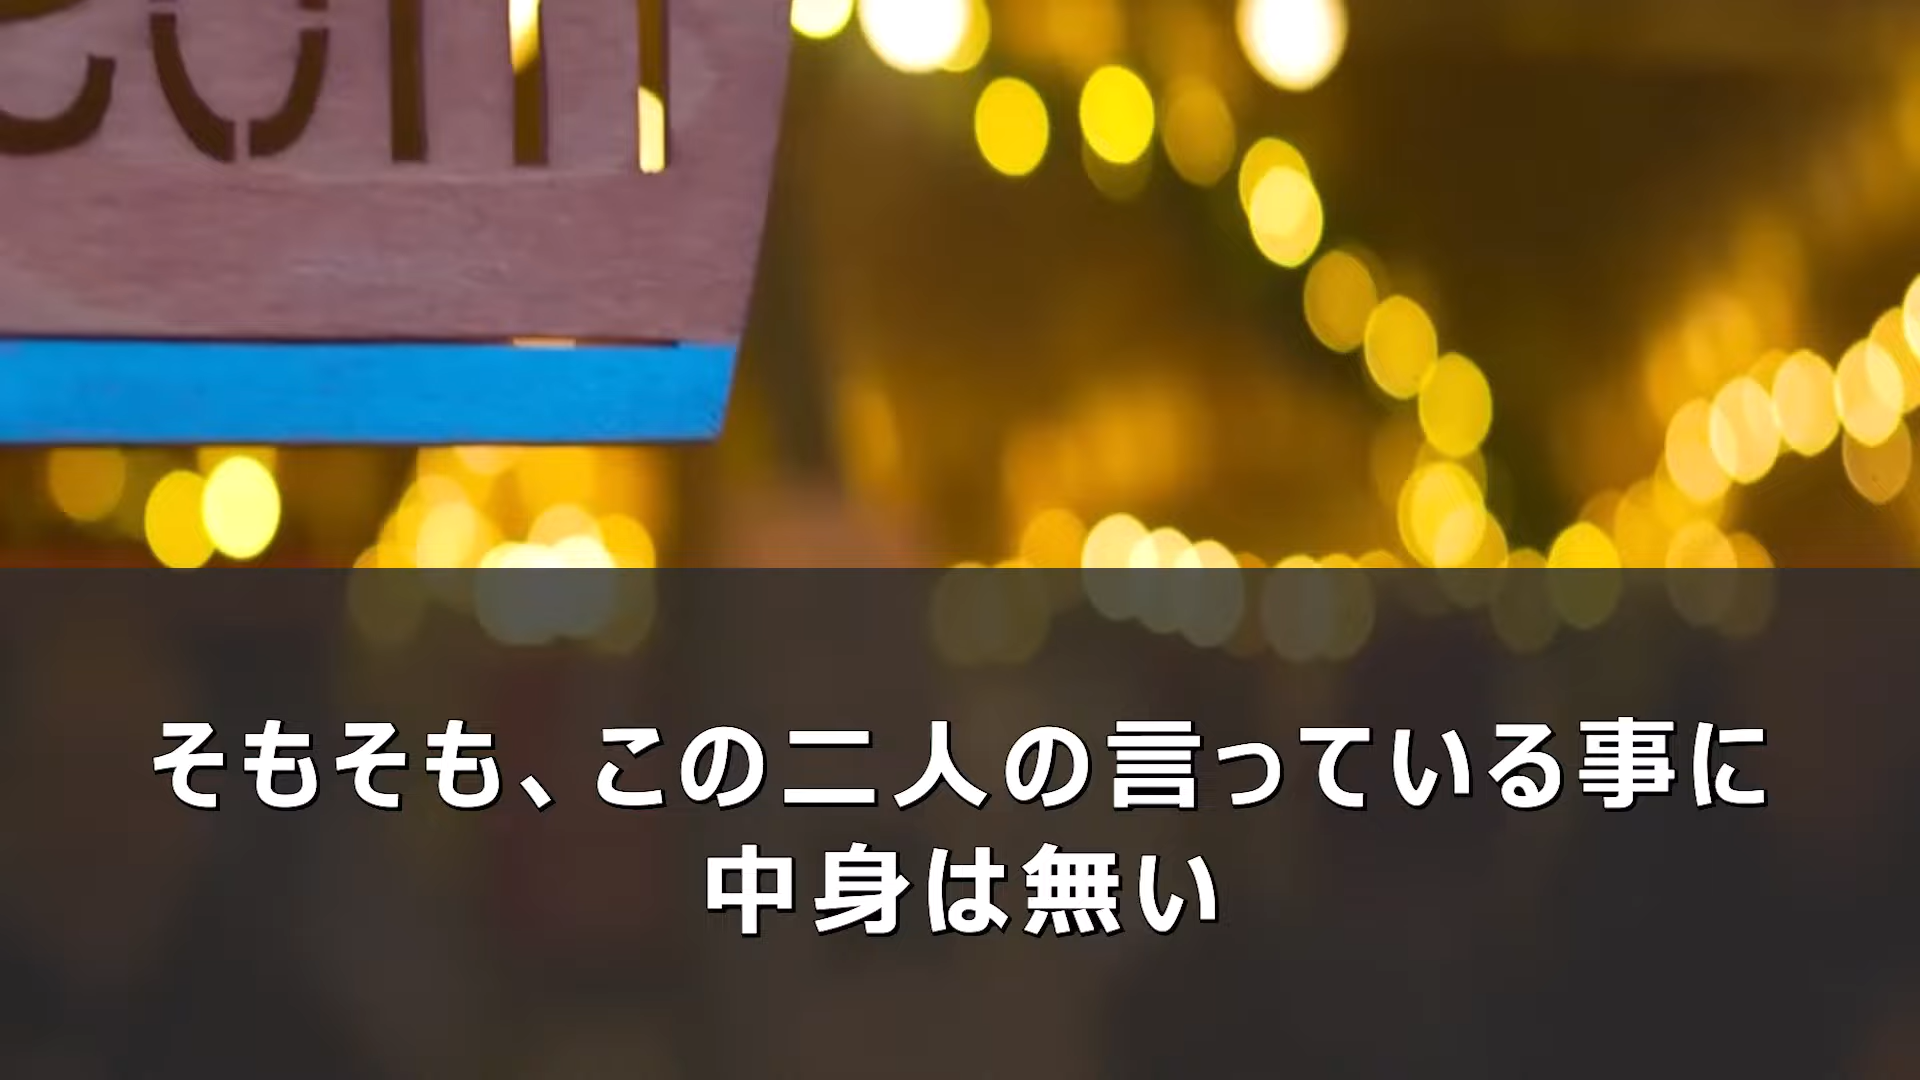 そもそも、この二人の言っている事に
中身は無い